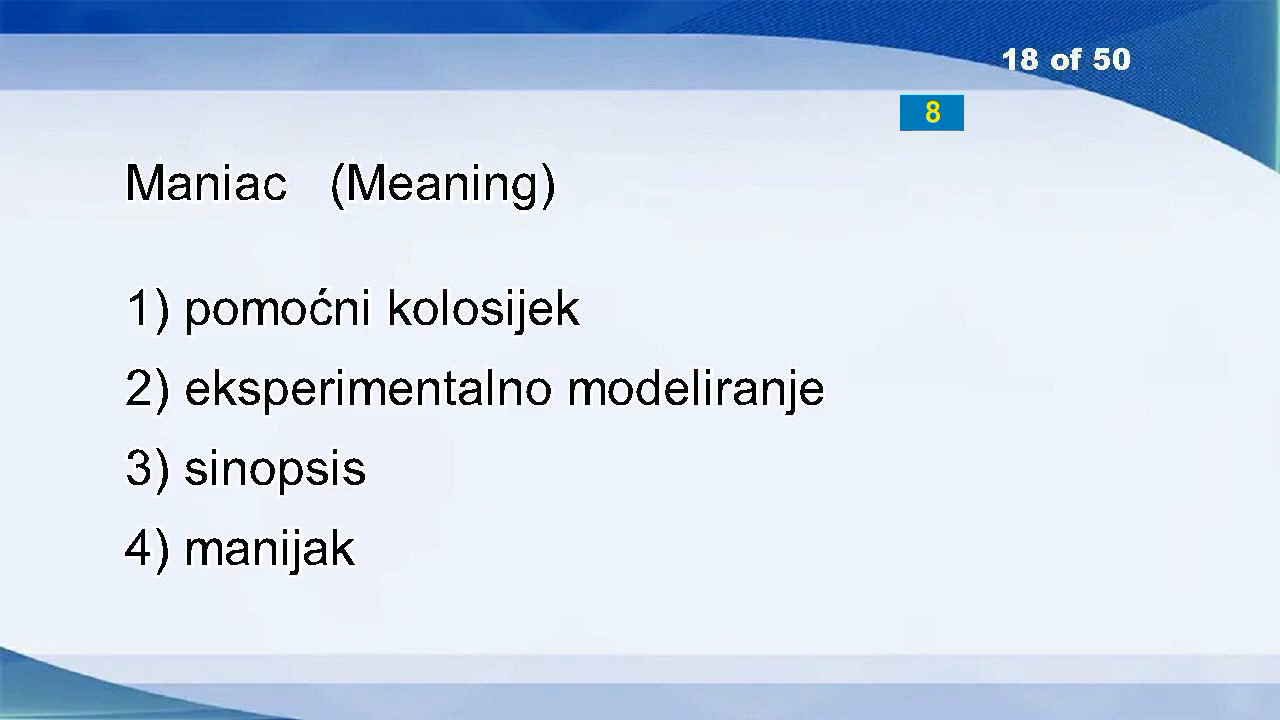 18 of 50
8
Maniac (Meaning)
1) pomoćni kolosijek
2) eksperimentalno modeliranje
3) sinopsis
4) manijak